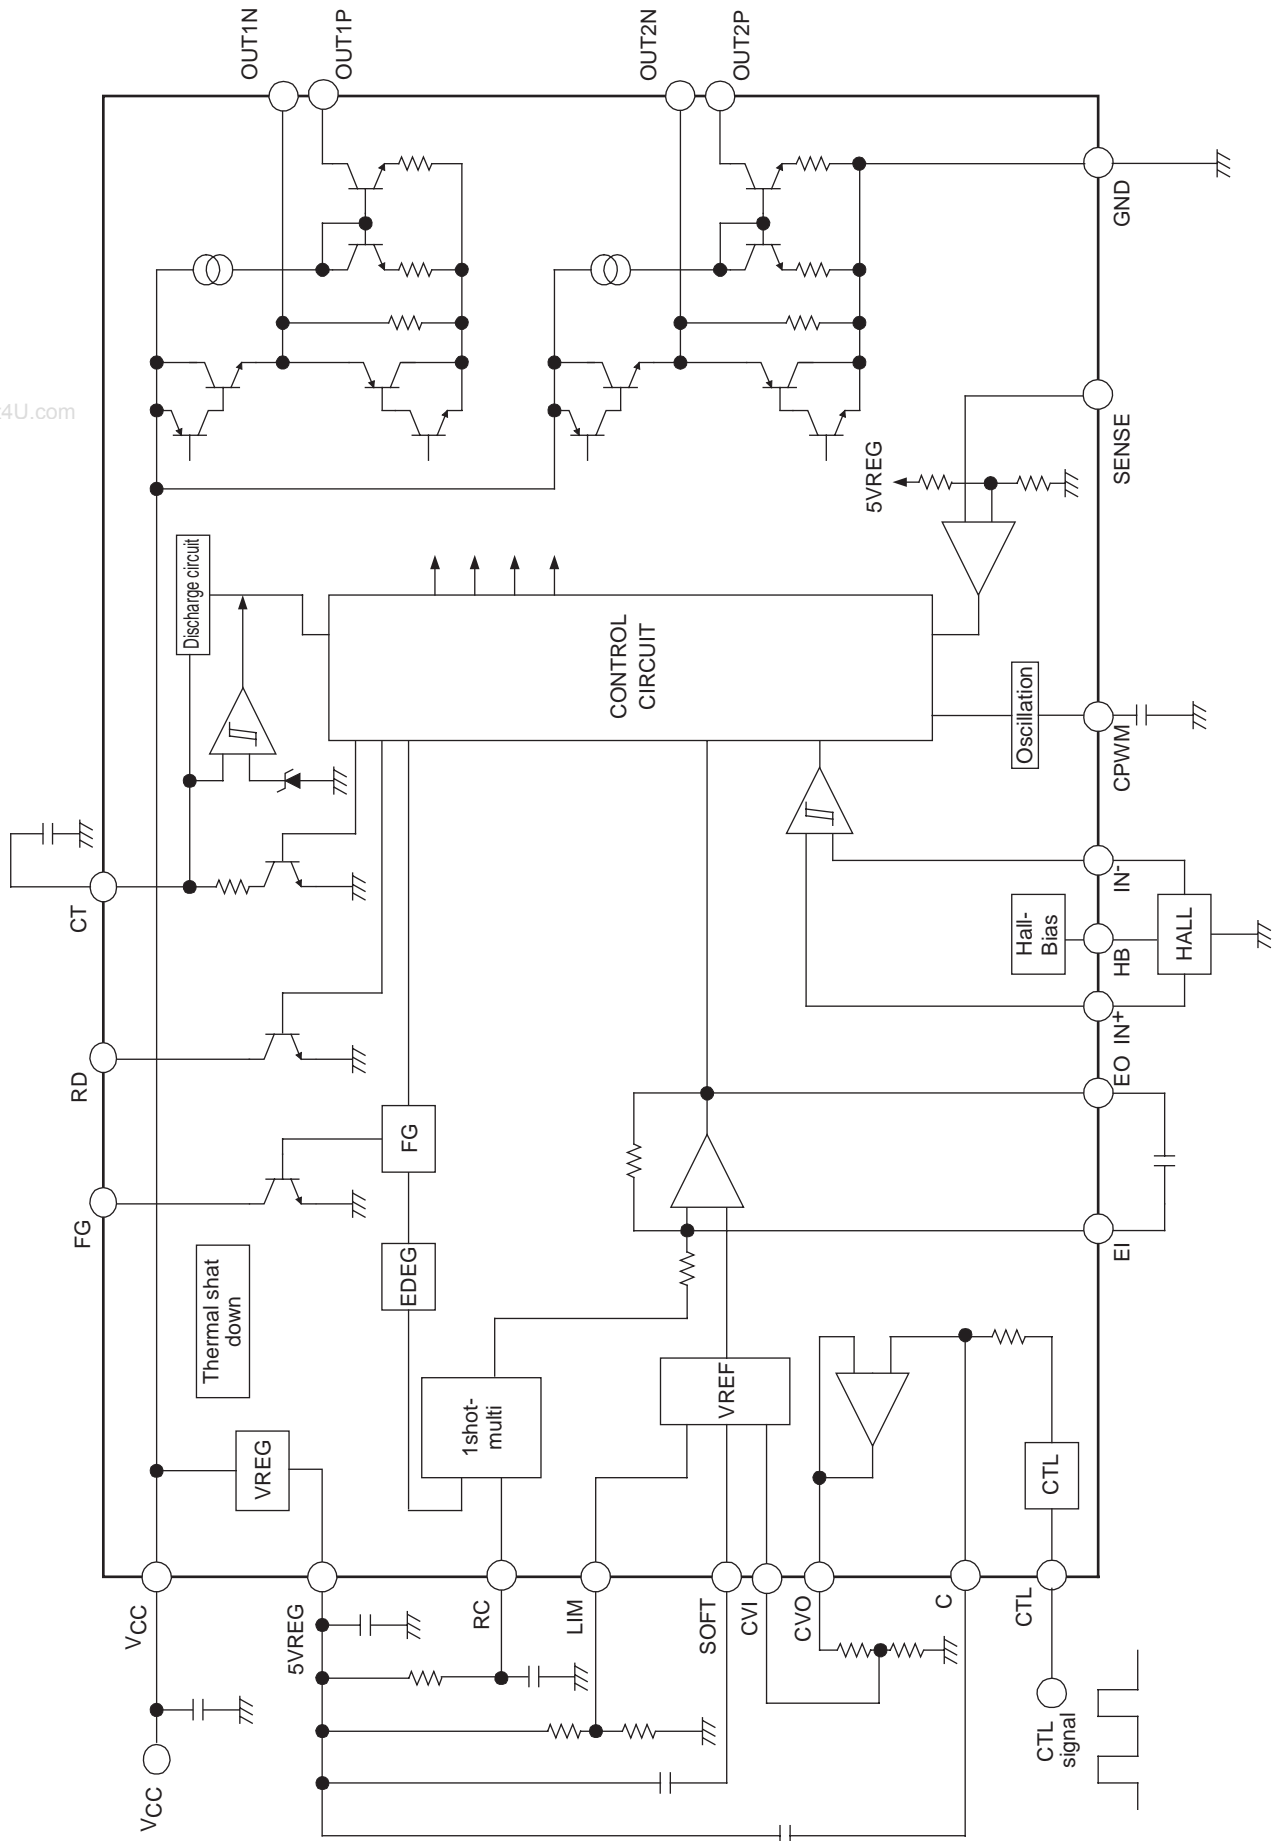 VCC
VCC
5VREG
RC
LIM
SOFT
CVI
CVO
C
CTL
CTL
signal
VREG
Thermal shat
down
1shot-
multi
VREF
CTL
EDEG
FG
FG
RD
CT
EI
EO
IN+
HB
IN-
HALL
Hall-
Bias
CPWM
Oscillation
CONTROL
CIRCUIT
Discharge circuit
5VREG
SENSE
GND
OUT1N
OUT1P
OUT2N
OUT2P
t4U.com